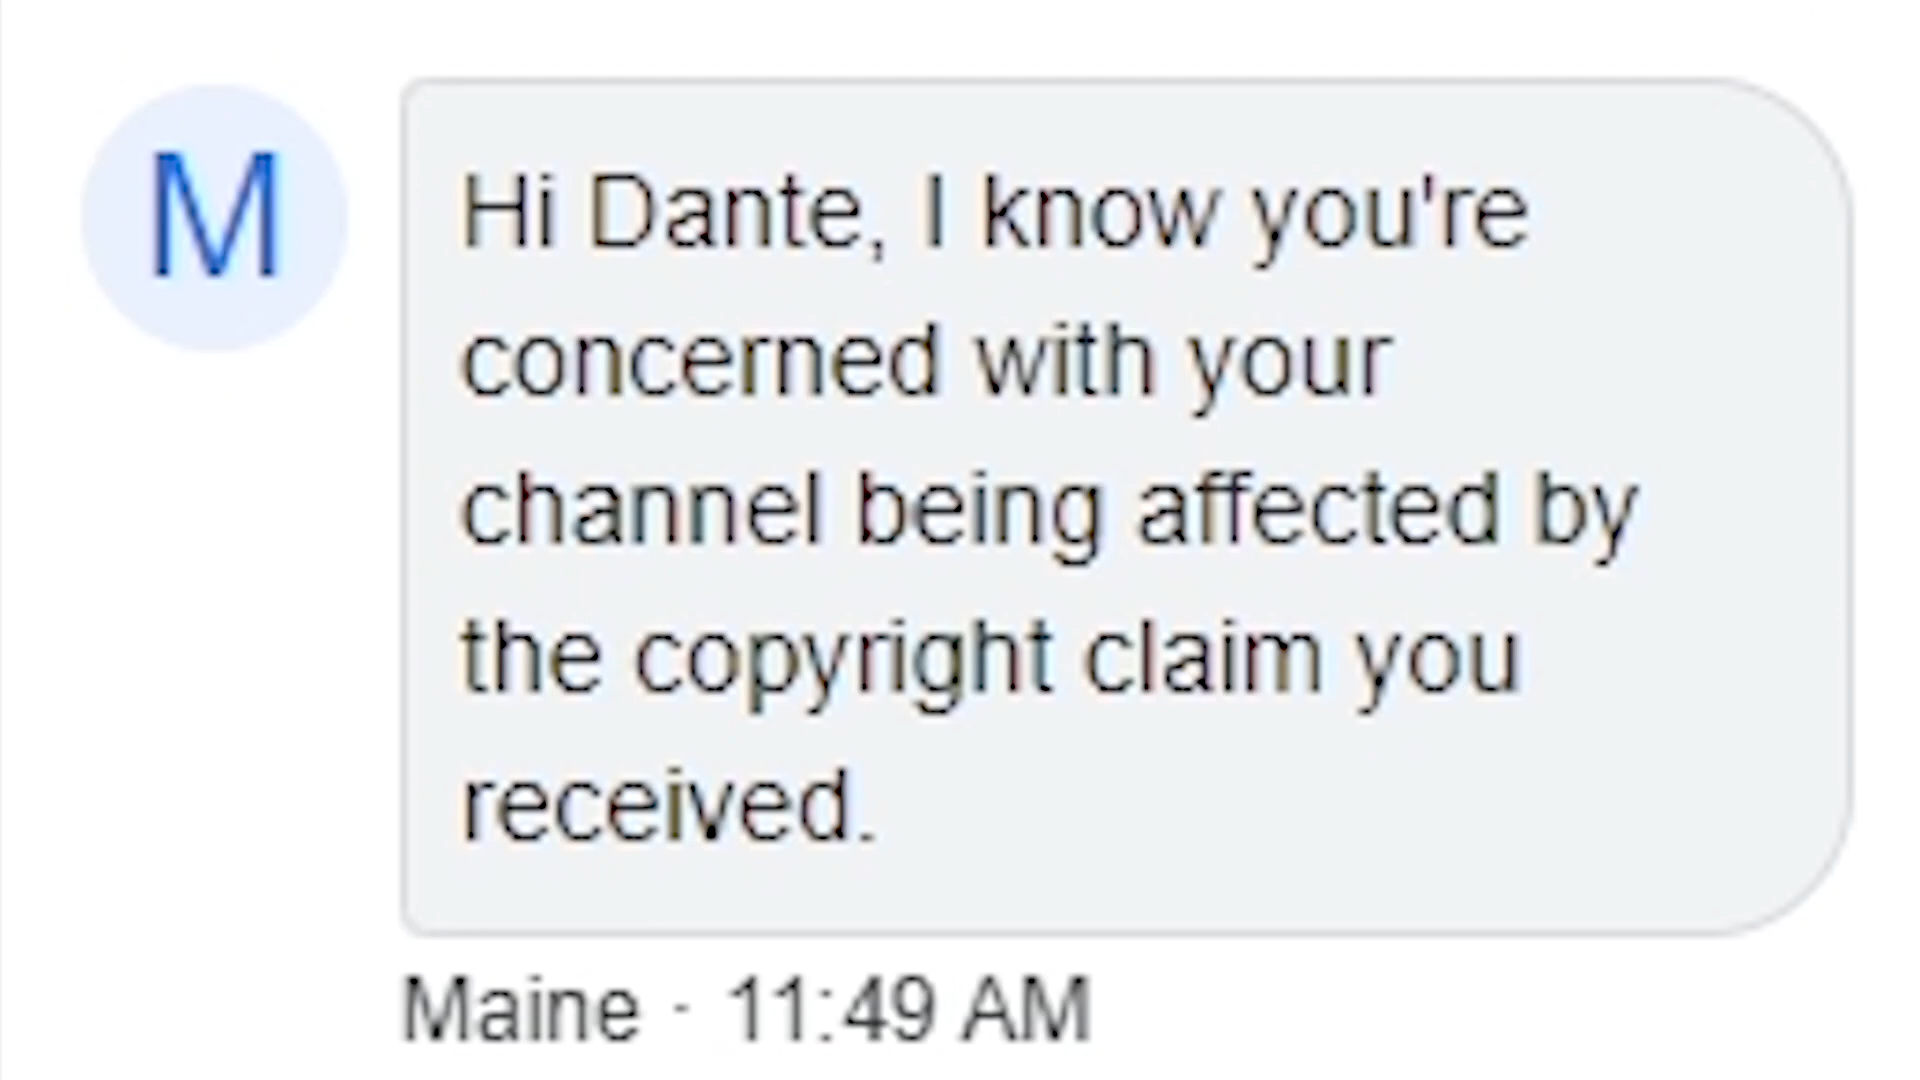 M
Hi Dante, I know you're
concerned with your
channel being affected by
the copyright claim you
received.
Maine · 11:49 AM